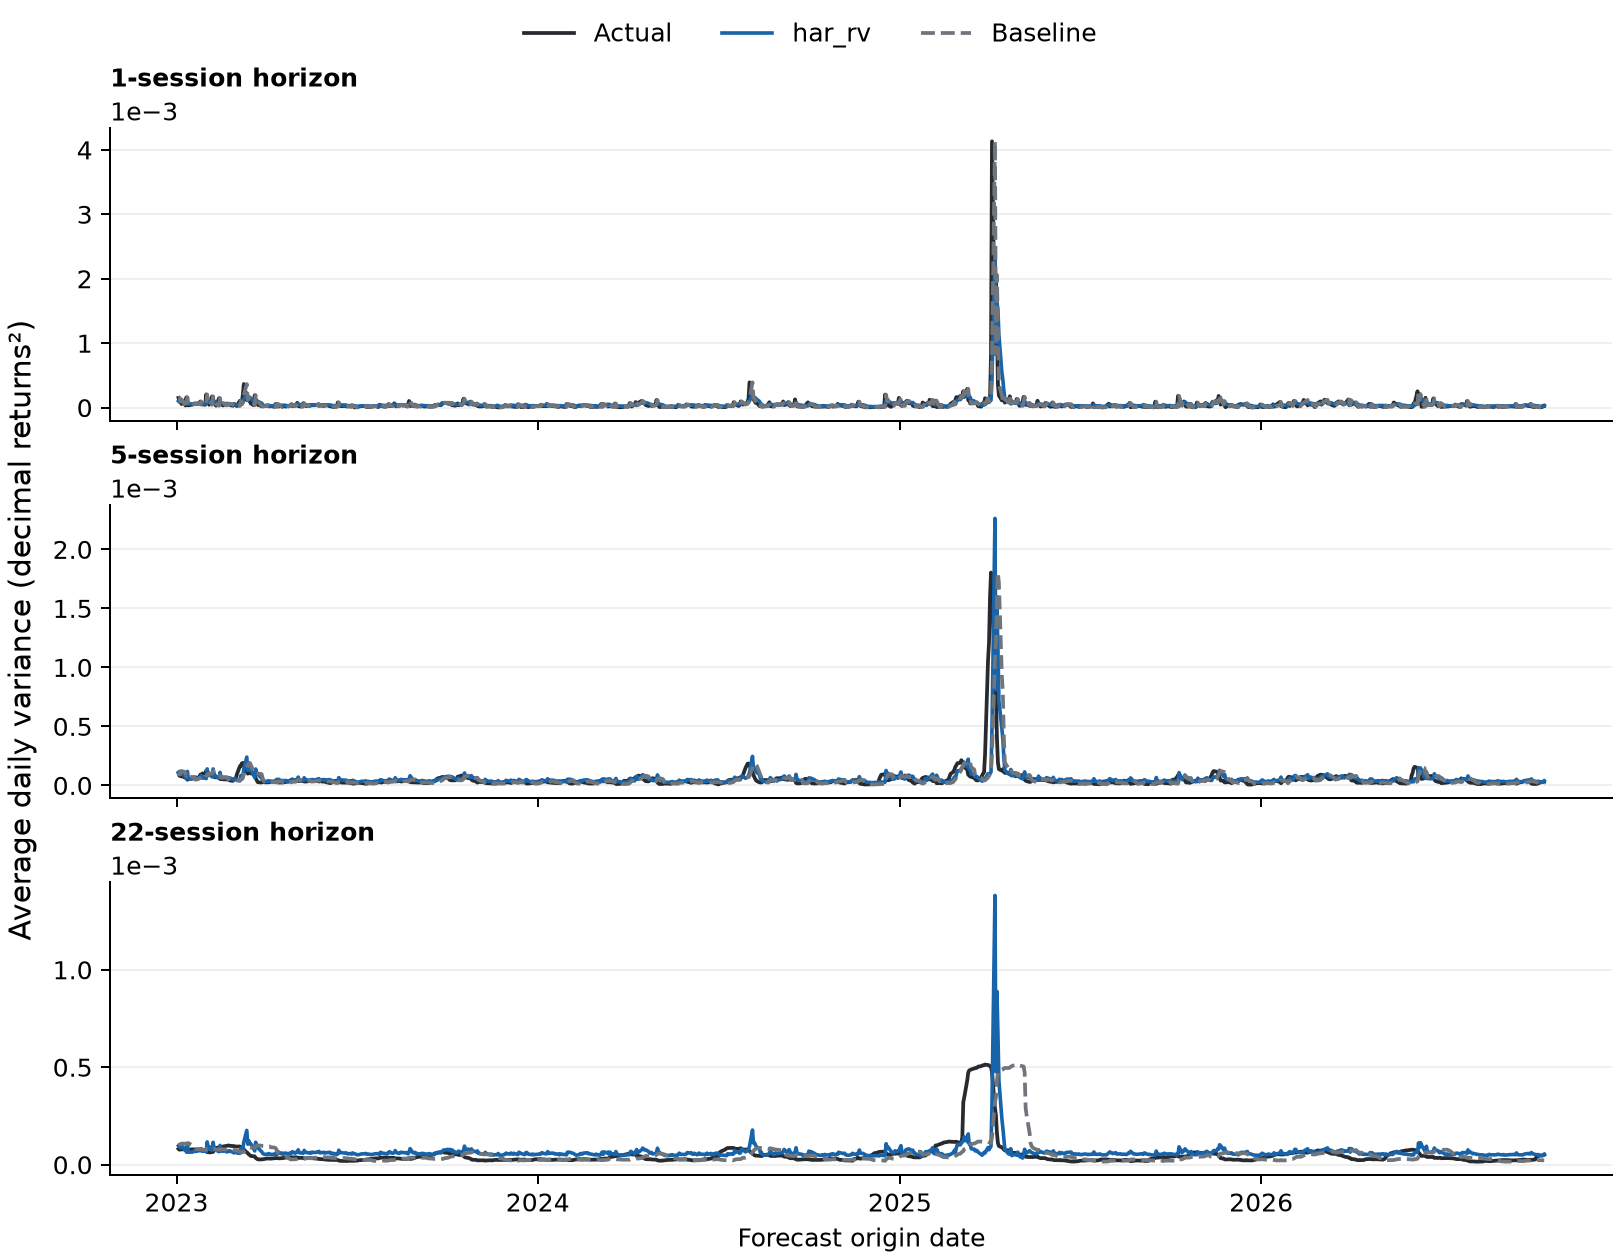 Actual har_rv Baseline
1-session horizon
1e−3
4
3
2
1
0
5-session horizon
1e−3
2.0
1.5
1.0
0.5
0.0
Average daily variance (decimal returns²)
22-session horizon
1e−3
1.0
0.5
0.0
2023 2024 2025 2026
Forecast origin date